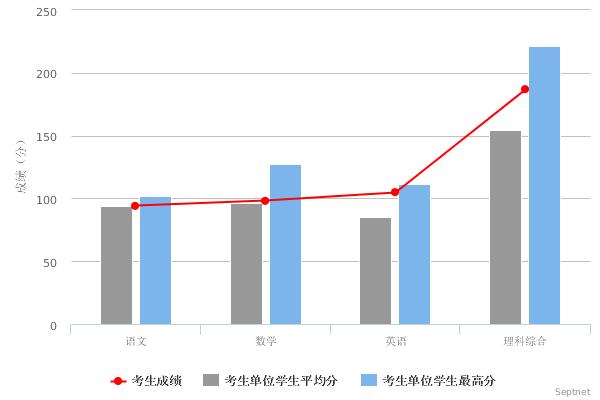 250
200
150
100
50
0
成绩（分）
语文
数学
英语
理科综合
考生成绩
考生单位学生平均分
考生单位学生最高分
Septnet